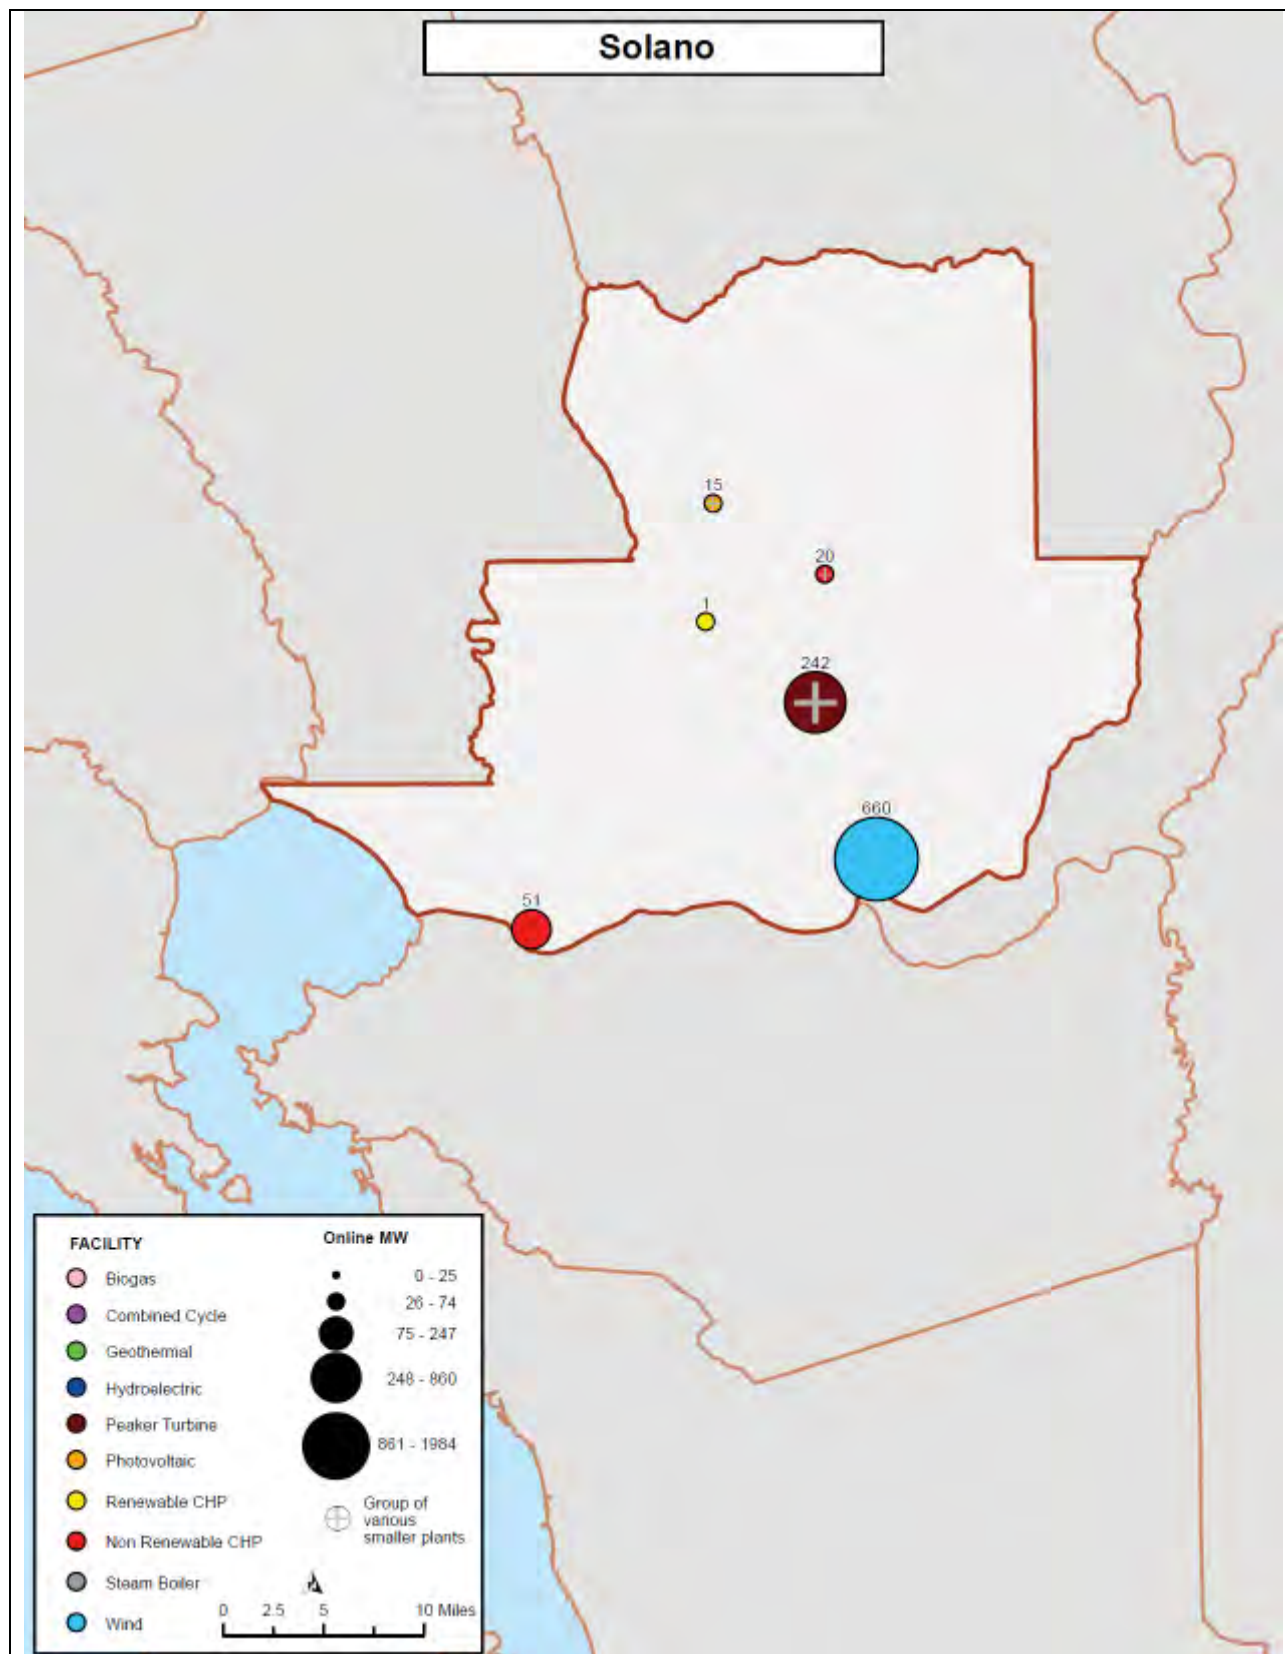 Solano
15
20
1
242
660
51
FACILITY
Biogas
Combined Cycle
Geothermal
Hydroelectric
Peaker Turbine
Photovoltaic
Renewable CHP
Non Renewable CHP
Steam Boiler
Wind
Online MW
0 - 25
26 - 74
75 - 247
248 - 860
861 - 1984
Group of
various
smaller plants
0 2.5 5 10 Miles